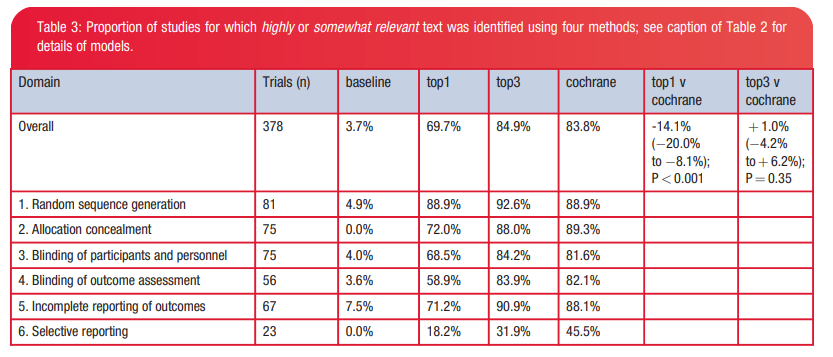 Table 3: Proportion of studies for which highly or somewhat relevant text was identified using four methods; see caption of Table 2 for
details of models.
Domain Trials (n) baseline top1 top3 cochrane top1 v cochrane top3 v cochrane
Overall 378 3.7% 69.7% 84.9% 83.8% -14.1% (−20.0% to −8.1%); P < 0.001 + 1.0% (−4.2% to + 6.2%); P = 0.35
1. Random sequence generation 81 4.9% 88.9% 92.6% 88.9%
2. Allocation concealment 75 0.0% 72.0% 88.0% 89.3%
3. Blinding of participants and personnel 75 4.0% 68.5% 84.2% 81.6%
4. Blinding of outcome assessment 56 3.6% 58.9% 83.9% 82.1%
5. Incomplete reporting of outcomes 67 7.5% 71.2% 90.9% 88.1%
6. Selective reporting 23 0.0% 18.2% 31.9% 45.5%